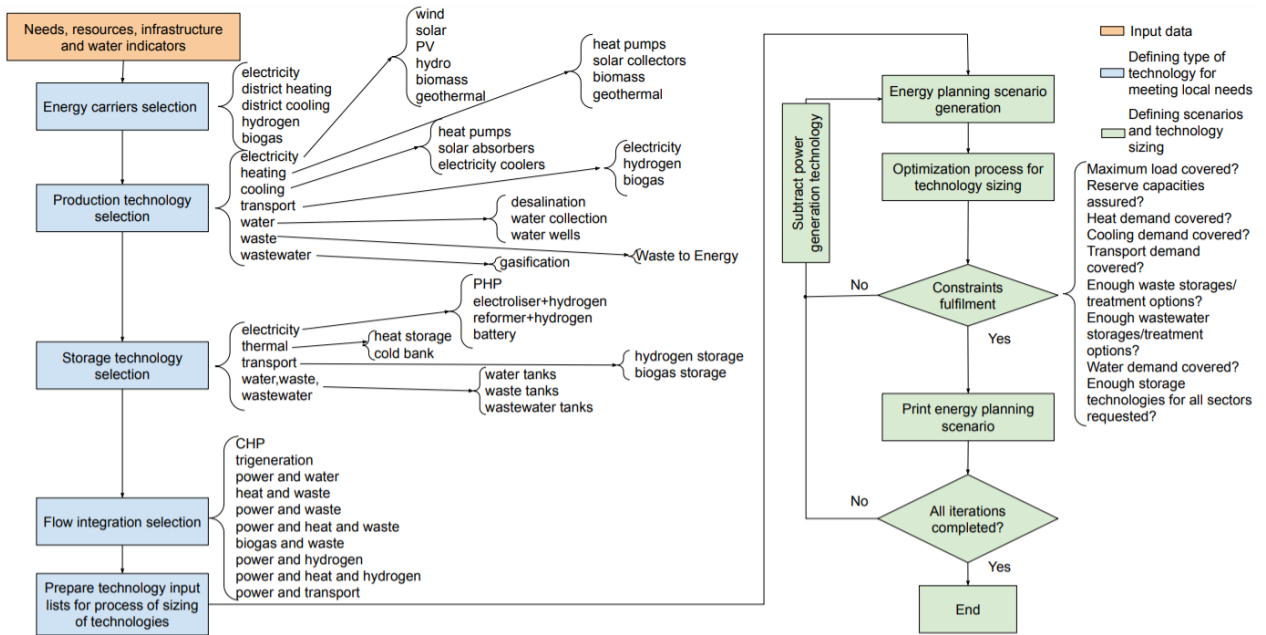 Needs, resources, infrastructure
and water indicators
Energy carriers selection
electricity
district heating
district cooling
hydrogen
biogas
Production technology
selection
electricity
heating
cooling
transport
water
waste
wastewater
wind
solar
PV
hydro
biomass
geothermal
heat pumps
solar collectors
biomass
geothermal
heat pumps
solar absorbers
electricity coolers
electricity
hydrogen
biogas
desalination
water collection
water wells
Waste to Energy
gasification
Storage technology
selection
electricity
thermal
transport
water,waste,
wastewater
PHP
electroliser+hydrogen
reformer+hydrogen
battery
heat storage
cold bank
hydrogen storage
biogas storage
water tanks
waste tanks
wastewater tanks
Flow integration selection
CHP
trigeneration
power and water
heat and waste
power and waste
power and heat and waste
biogas and waste
power and hydrogen
power and heat and hydrogen
power and transport
Prepare technology input
lists for process of sizing
of technologies
Energy planning scenario
generation
Optimization process for
technology sizing
Subtract power
generation technology
Constraints
fulfilment
No
Yes
Maximum load covered?
Reserve capacities
assured?
Heat demand covered?
Cooling demand covered?
Transport demand
covered?
Enough waste storages/
treatment options?
Enough wastewater
storages/treatment
options?
Water demand covered?
Enough storage
technologies for all sectors
requested?
Print energy planning
scenario
All iterations
completed?
No
Yes
End
Input data
Defining type of
technology for
meeting local needs
Defining scenarios
and technology
sizing